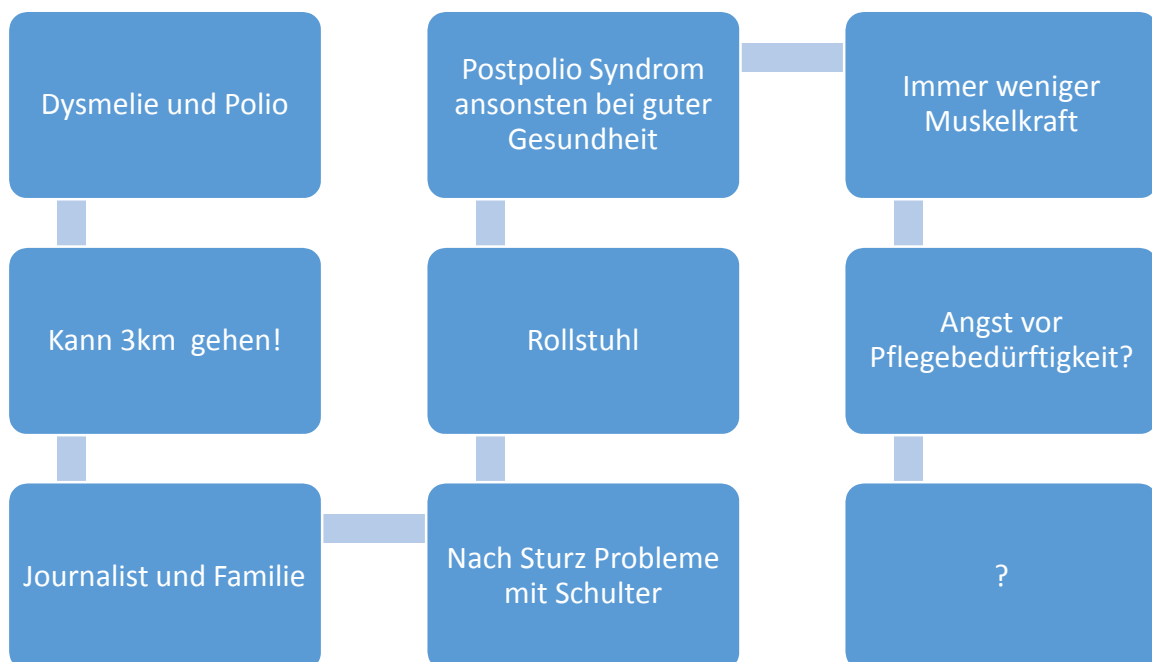 Dysmelie und Polio
Kann 3km  gehen!
Journalist und Familie
Nach Sturz Probleme
mit Schulter
Rollstuhl
Postpolio Syndrom
ansonsten bei guter
Gesundheit
Immer weniger
Muskelkraft
Angst vor
Pflegebedürftigkeit?
?